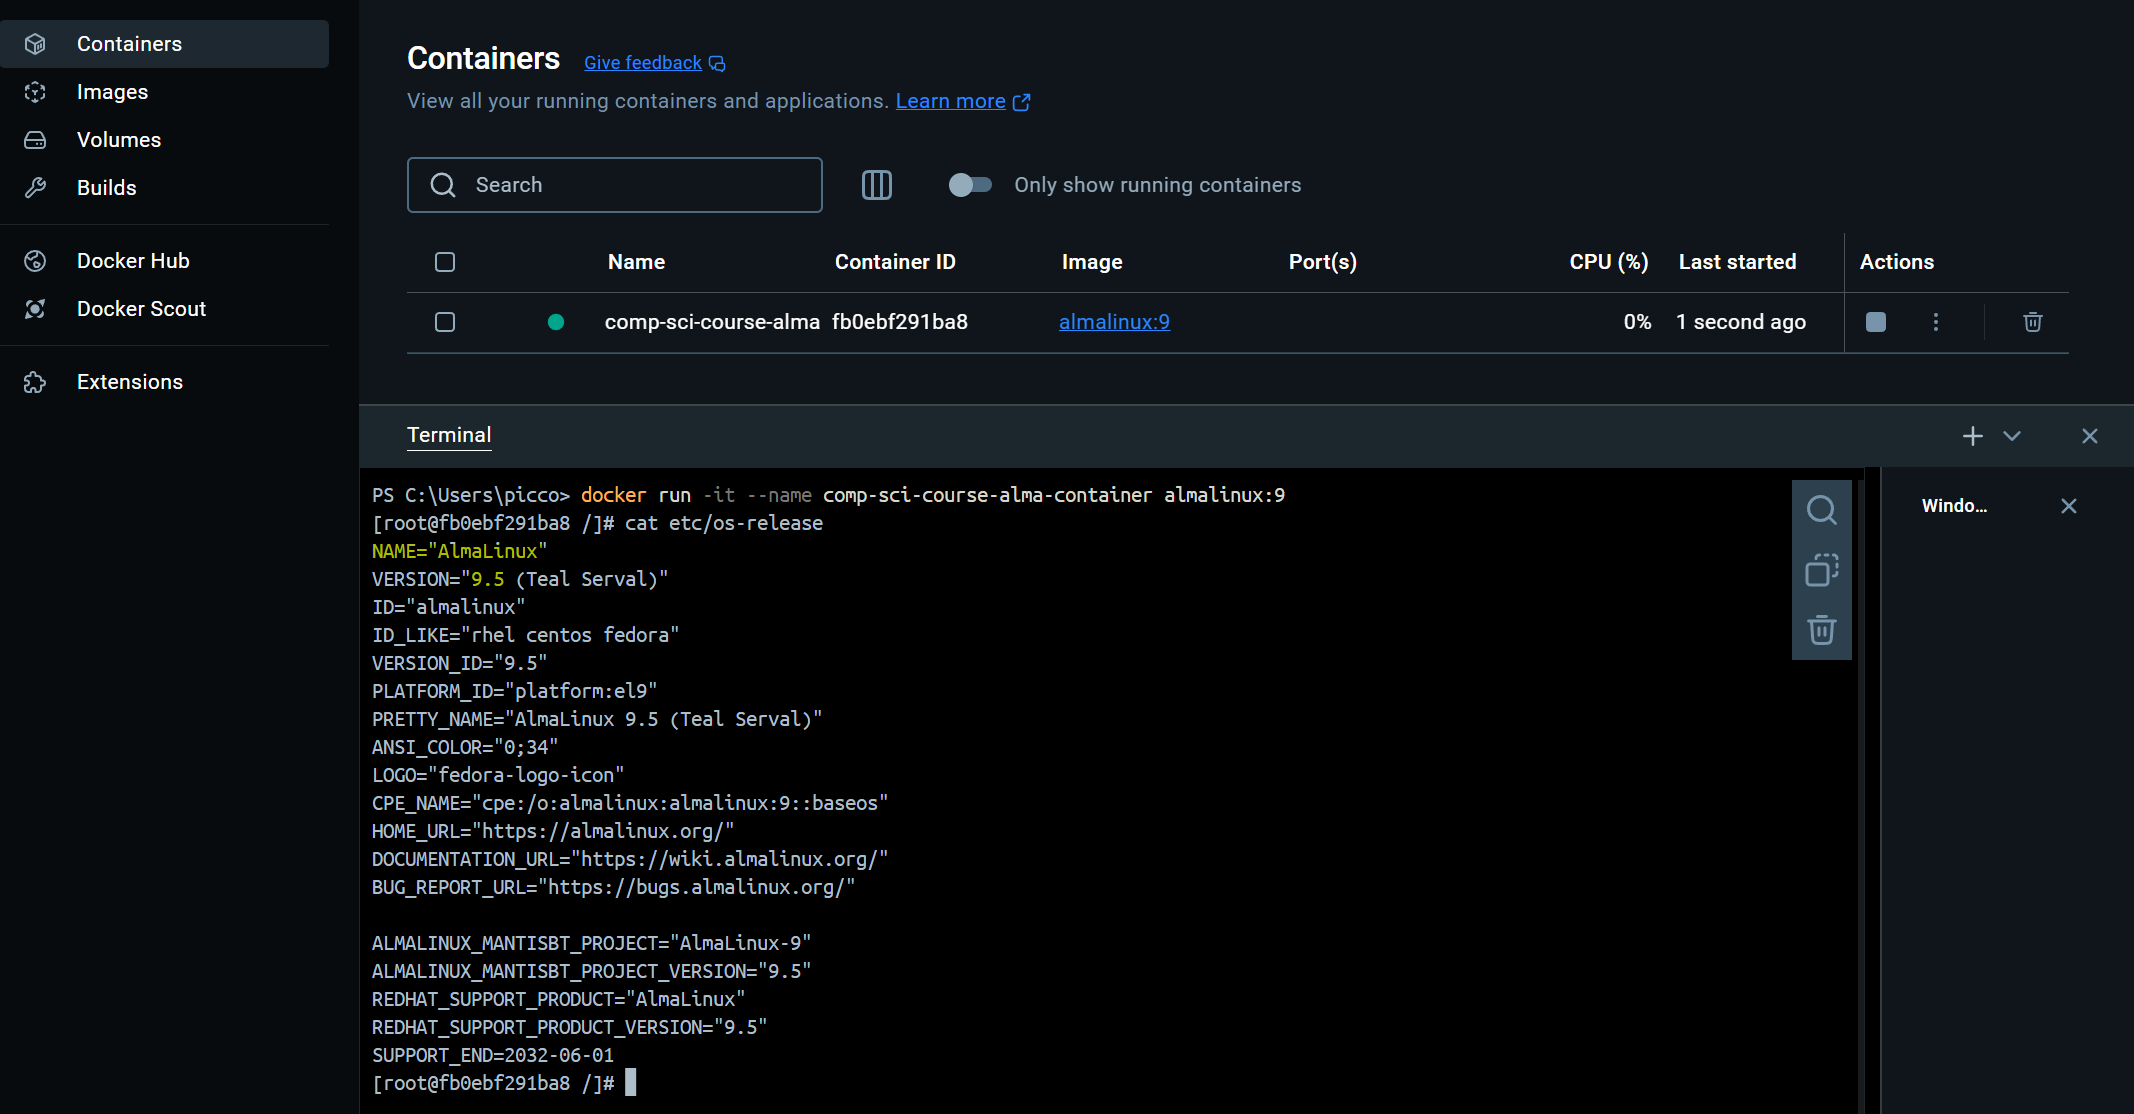 Containers
Images
Volumes
Builds
Docker Hub
Docker Scout
Extensions
Containers Give feedback
View all your running containers and applications. Learn more
Search
Only show running containers
Name Container ID Image Port(s) CPU (%) Last started Actions
comp-sci-course-alma fb0ebf291ba8 almalinux:9 0% 1 second ago
Terminal
Windo...
PS C:\Users\picco> docker run -it --name comp-sci-course-alma-container almalinux:9
[root@fb0ebf291ba8 /]# cat etc/os-release
NAME="AlmaLinux"
VERSION="9.5 (Teal Serval)"
ID="almalinux"
ID_LIKE="rhel centos fedora"
VERSION_ID="9.5"
PLATFORM_ID="platform:el9"
PRETTY_NAME="AlmaLinux 9.5 (Teal Serval)"
ANSI_COLOR="0;34"
LOGO="fedora-logo-icon"
CPE_NAME="cpe:/o:almalinux:almalinux:9::baseos"
HOME_URL="https://almalinux.org/"
DOCUMENTATION_URL="https://wiki.almalinux.org/"
BUG_REPORT_URL="https://bugs.almalinux.org/"
ALMALINUX_MANTISBT_PROJECT="AlmaLinux-9"
ALMALINUX_MANTISBT_PROJECT_VERSION="9.5"
REDHAT_SUPPORT_PRODUCT="AlmaLinux"
REDHAT_SUPPORT_PRODUCT_VERSION="9.5"
SUPPORT_END=2032-06-01
[root@fb0ebf291ba8 /]#